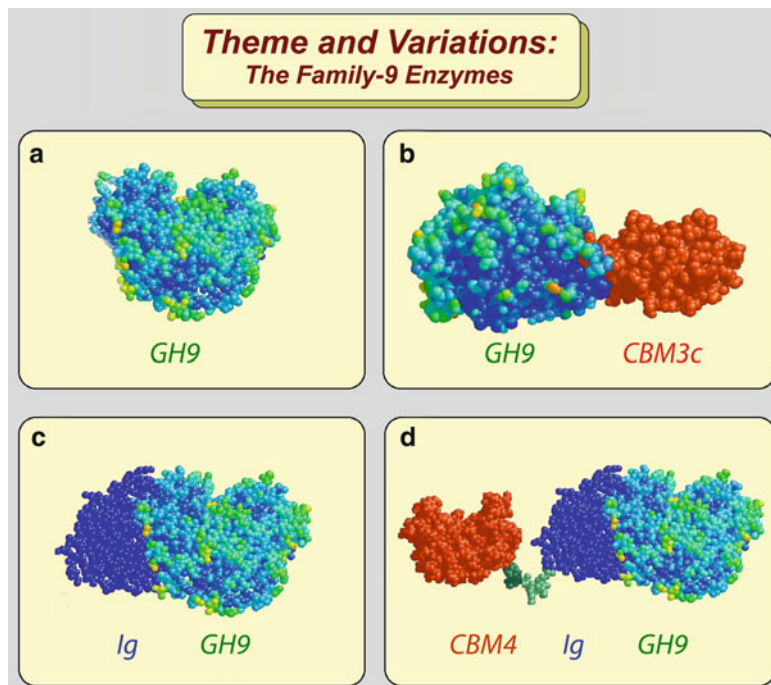 Theme and Variations:
The Family-9 Enzymes
a
GH9
b
GH9 CBM3c
c
Ig GH9
d
CBM4 Ig GH9